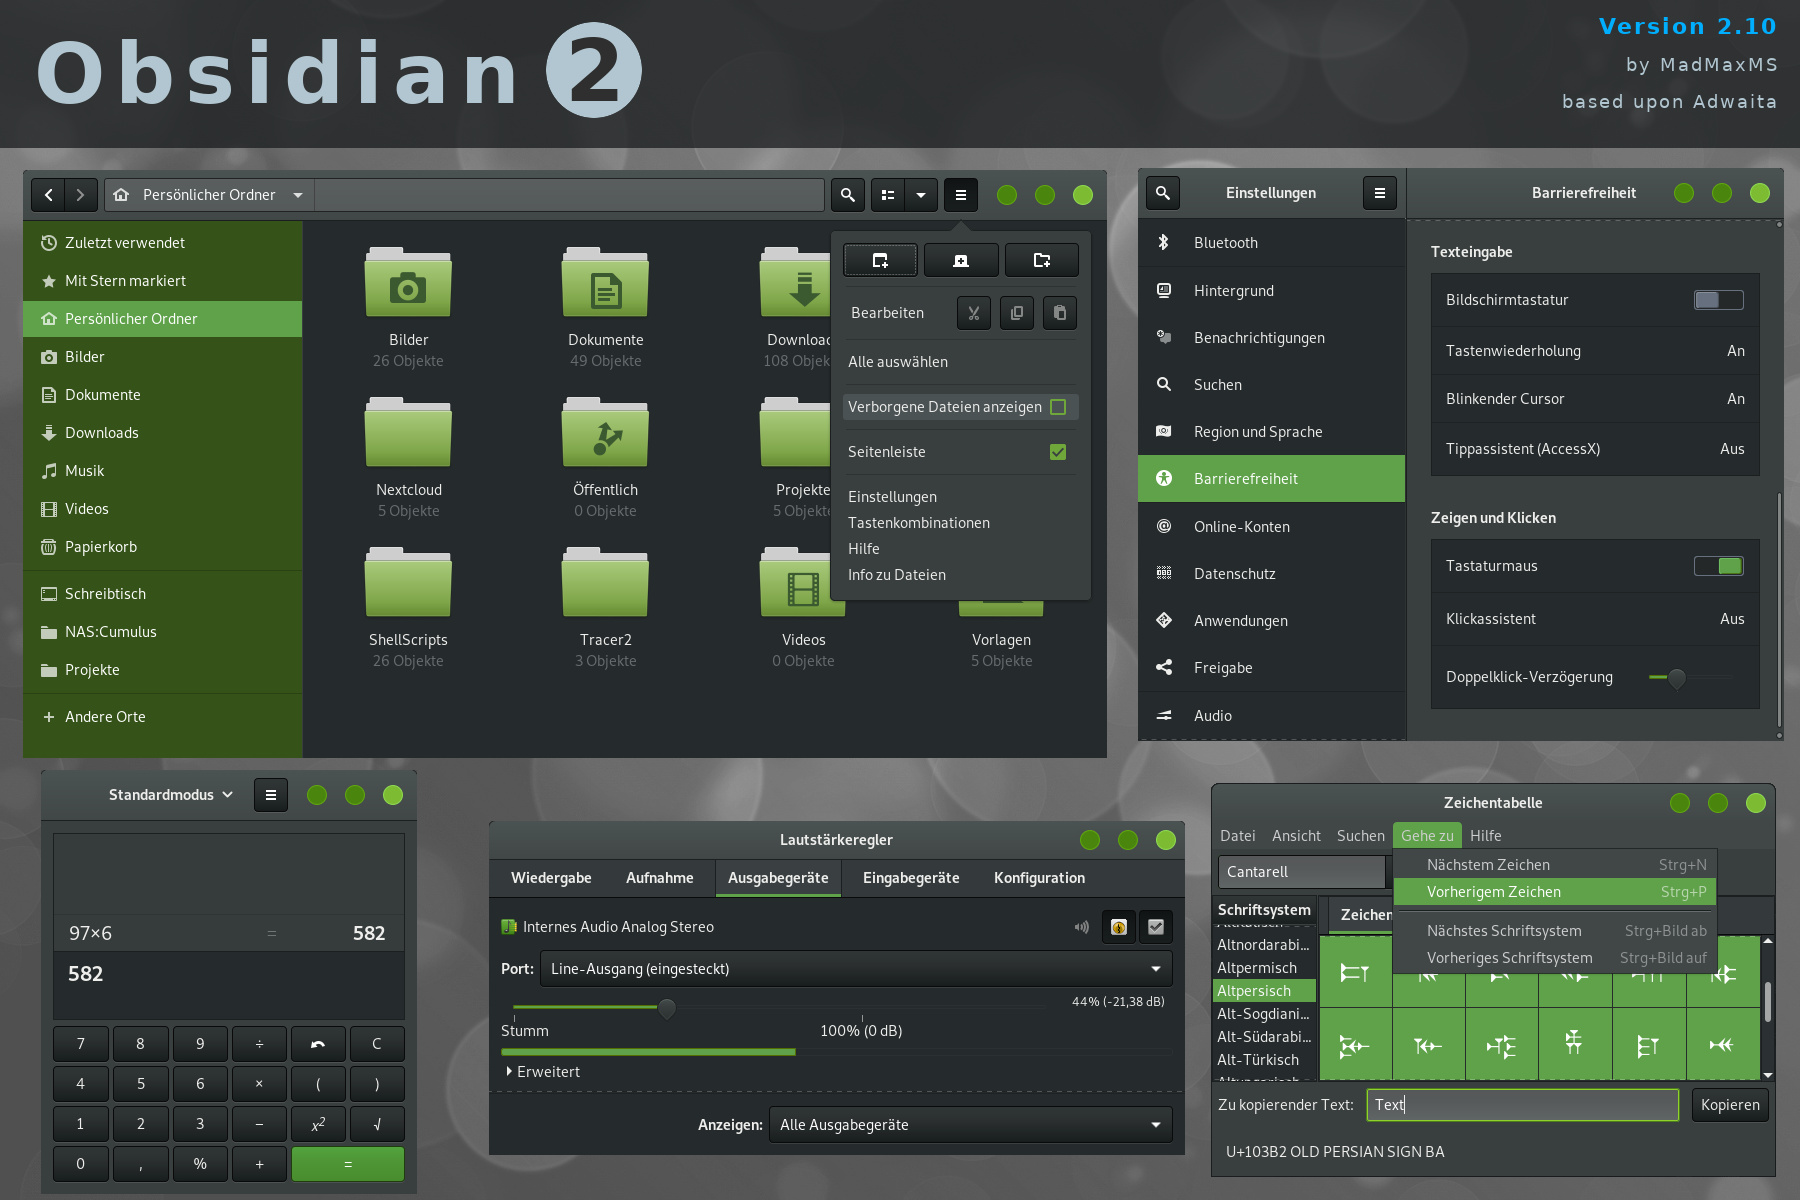 Obsidian 2
Version 2.10
by MadMaxMS
based upon Adwaita
Persönlicher Ordner
Zuletzt verwendet
Mit Stern markiert
Persönlicher Ordner
Bilder
Dokumente
Downloads
Musik
Videos
Papierkorb
Schreibtisch
NAS:Cumulus
Projekte
Andere Orte
Bilder
26 Objekte
Dokumente
49 Objekte
Downloa
108 Objek
Nextcloud
5 Objekte
Öffentlich
0 Objekte
Projekte
5 Objekt
ShellScripts
26 Objekte
Tracer2
3 Objekte
Videos
0 Objekte
Vorlagen
5 Objekte
Bearbeiten
Alle auswählen
Verborgene Dateien anzeigen
Seitenleiste
Einstellungen
Tastenkombinationen
Hilfe
Info zu Dateien
Einstellungen
Barrierefreiheit
Bluetooth
Hintergrund
Benachrichtigungen
Suchen
Region und Sprache
Barrierefreiheit
Online-Konten
Datenschutz
Anwendungen
Freigabe
Audio
Texteingabe
Bildschirmtastatur
Tastenwiederholung An
Blinkender Cursor An
Tippassistent (AccessX) Aus
Zeigen und Klicken
Tastaturmaus
Klickassistent Aus
Doppelklick-Verzögerung
Standardmodus
97×6 = 582
582
7 8 9 ÷ C
4 5 6 × ( )
1 2 3 − x² √
0 , % + =
Lautstärkeregler
Wiedergabe Aufnahme Ausgabegeräte Eingabegeräte Konfiguration
Internes Audio Analog Stereo
Port: Line-Ausgang (eingesteckt)
44% (-21,38 dB)
Stumm 100% (0 dB)
Erweitert
Anzeigen: Alle Ausgabegeräte
Zeichentabelle
Datei Ansicht Suchen Gehe zu Hilfe
Cantarell
Nächstem Zeichen Strg+N
Vorherigem Zeichen Strg+P
Nächstes Schriftsystem Strg+Bild ab
Vorheriges Schriftsystem Strg+Bild auf
Schriftsystem
Zeichen
Altnordarabi...
Altpermisch
Altpersisch
Alt-Sogdiani...
Alt-Südarabi...
Alt-Türkisch
Zu kopierender Text: Text Kopieren
U+103B2 OLD PERSIAN SIGN BA